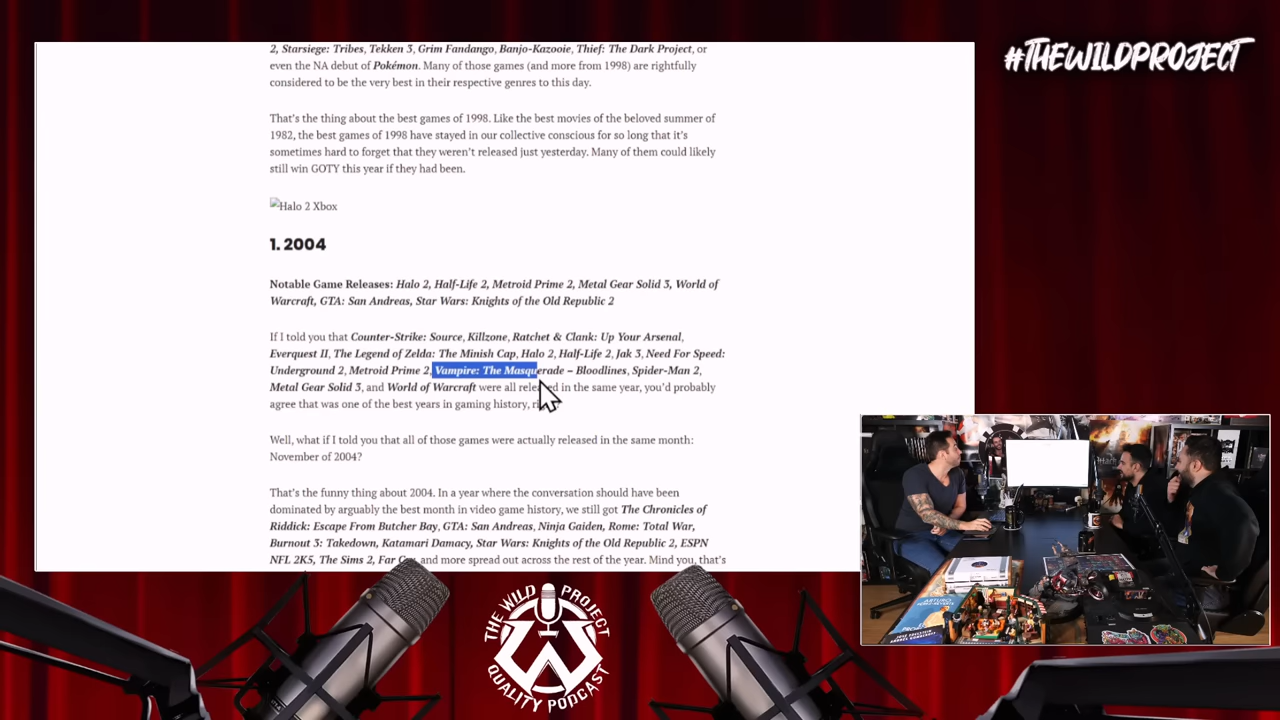 #THEWILDPROJECT
2, Starsiege: Tribes, Tekken 3, Grim Fandango, Banjo-Kazooie, Thief: The Dark Project, or
even the NA debut of Pokémon. Many of those games (and more from 1998) are rightfully
considered to be the very best in their respective genres to this day.
That's the thing about the best games of 1998. Like the best movies of the beloved summer of
1982, the best games of 1998 have stayed in our collective conscious for so long that it's
sometimes hard to forget that they weren't released just yesterday. Many of them could likely
still win GOTY this year if they had been.
Halo 2 Xbox
1. 2004
Notable Game Releases: Halo 2, Half-Life 2, Metroid Prime 2, Metal Gear Solid 3, World of
Warcraft, GTA: San Andreas, Star Wars: Knights of the Old Republic 2
If I told you that Counter-Strike: Source, Killzone, Ratchet & Clank: Up Your Arsenal,
Everquest II, The Legend of Zelda: The Minish Cap, Halo 2, Half-Life 2, Jak 3, Need For Speed:
Underground 2, Metroid Prime 2, Vampire: The Masquerade – Bloodlines, Spider-Man 2,
Metal Gear Solid 3, and World of Warcraft were all released in the same year, you'd probably
agree that was one of the best years in gaming history,
Well, what if I told you that all of those games were actually released in the same month:
November of 2004?
That's the funny thing about 2004. In a year where the conversation should have been
dominated by arguably the best month in video game history, we still got The Chronicles of
Riddick: Escape From Butcher Bay, GTA: San Andreas, Ninja Gaiden, Rome: Total War,
Burnout 3: Takedown, Katamari Damacy, Star Wars: Knights of the Old Republic 2, ESPN
NFL 2K5, The Sims 2, Far and more spread out across the rest of the year. Mind you, that's
THE WILD PROJECT
QUALITY PODCAST